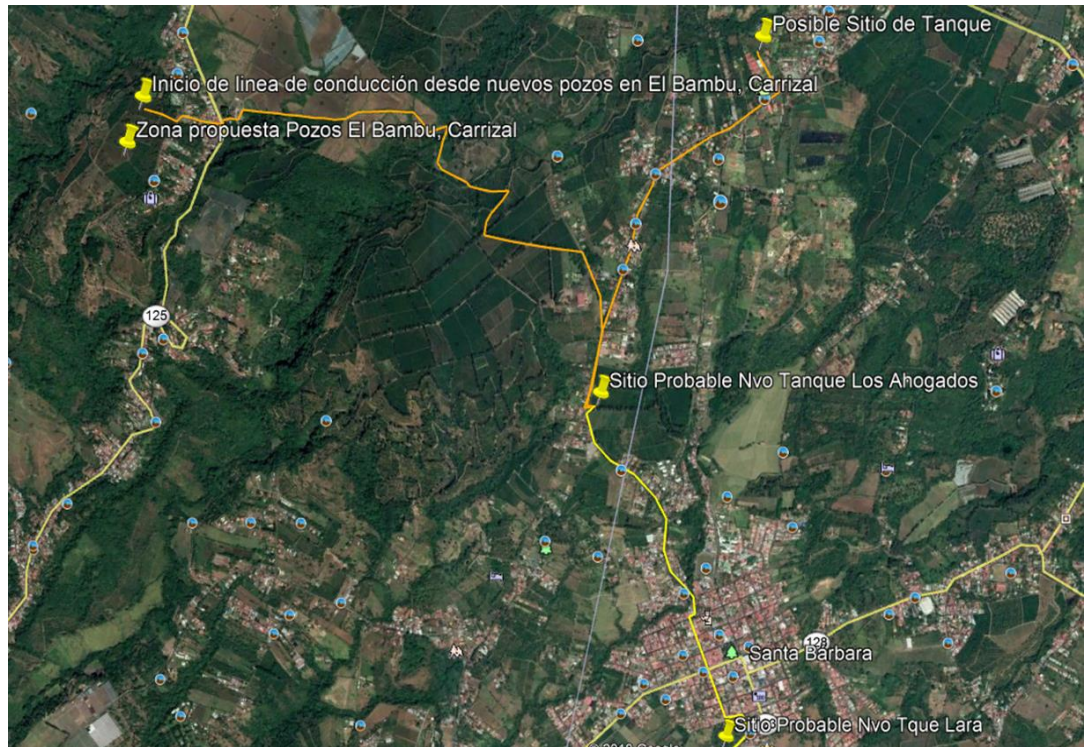 Posible Sitio de Tanque
Inicio de linea de conducción desde nuevos pozos en El Bambu, Carrizal
Zona propuesta Pozos El Bambu, Carrizal
125
Sitio Probable Nvo Tanque Los Ahogados
128
Santa Bárbara
Sitio Probable Nvo Tque Lara